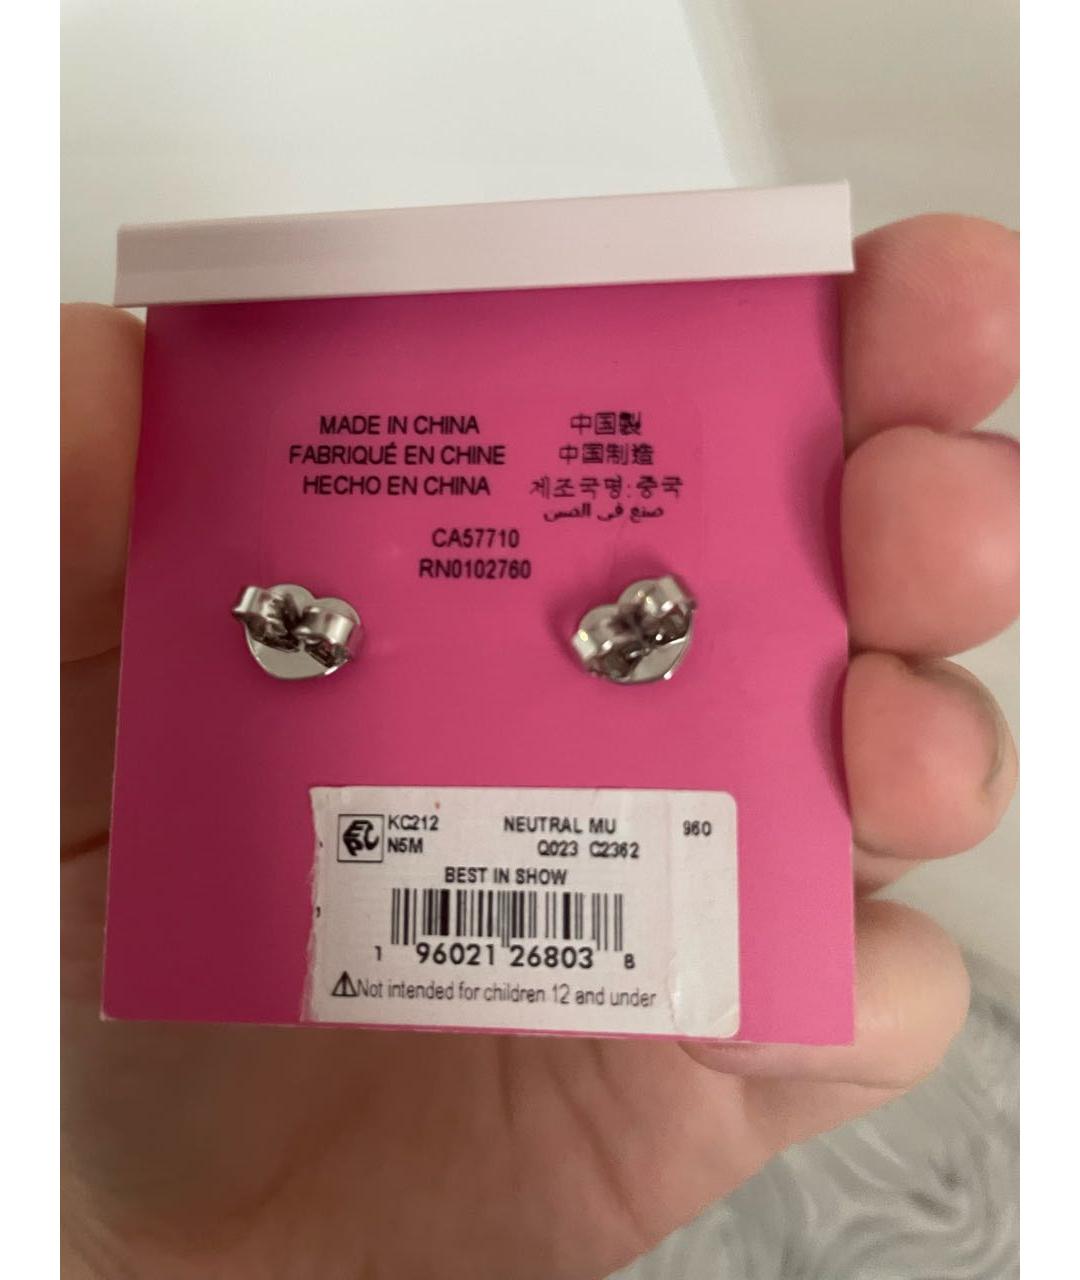 MADE IN CHINA
FABRIQUÉ EN CHINE
HECHO EN CHINA
中国製
中国制造
제조국명:중국
صنع في الصين
CA57710
RN0102760
KC212
N5M
NEUTRAL MU
Q023 C2362
960
BEST IN SHOW
1 96021 26803 8
Not intended for children 12 and under